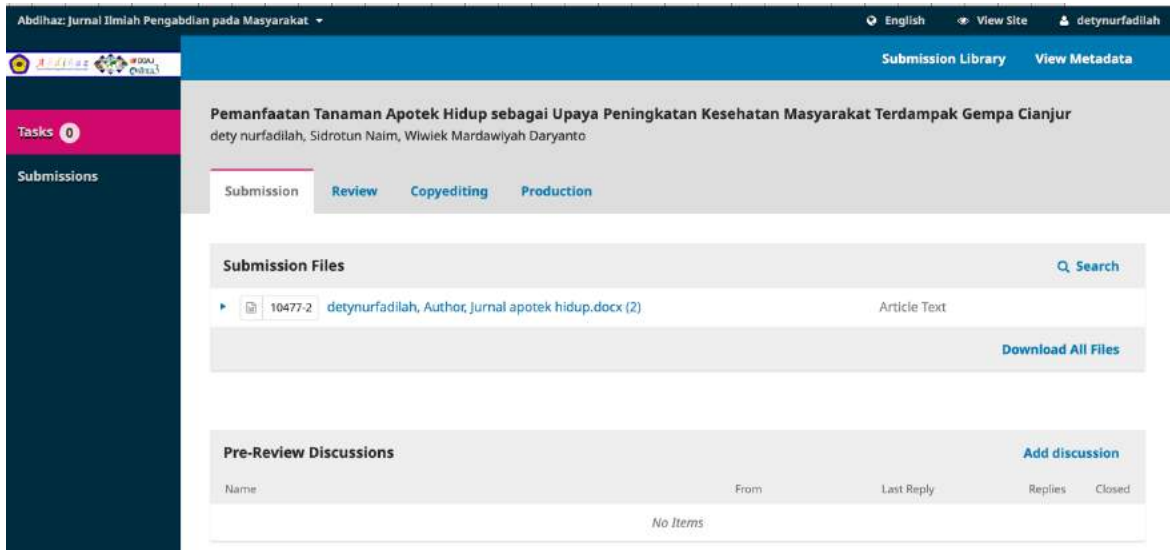 Abdihaz: Jurnal Ilmiah Pengabdian pada Masyarakat
English View Site detynurfadilah
Abdihaz
Submission Library View Metadata
Tasks 0
Submissions
Pemanfaatan Tanaman Apotek Hidup sebagai Upaya Peningkatan Kesehatan Masyarakat Terdampak Gempa Cianjur
dety nurfadilah, Sidrotun Naim, Wiwiek Mardawiyah Daryanto
Submission Review Copyediting Production
Submission Files Search
10477-2 detynurfadilah, Author, Jurnal apotek hidup.docx (2) Article Text
Download All Files
Pre-Review Discussions Add discussion
Name From Last Reply Replies Closed
No Items